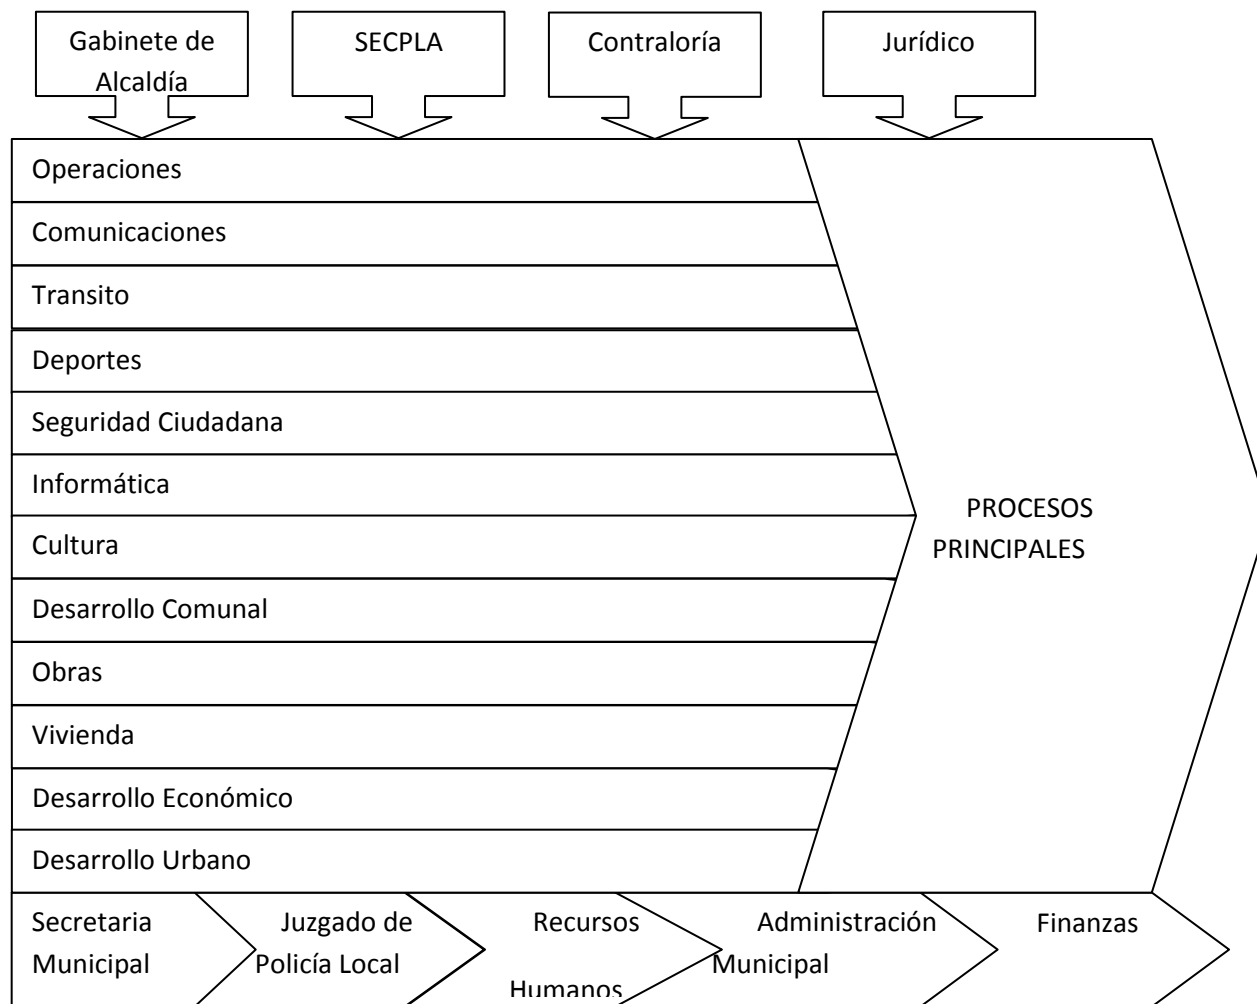 Gabinete de
Alcaldía
SECPLA
Contraloría
Jurídico
Operaciones
Comunicaciones
Transito
Deportes
Seguridad Ciudadana
Informática
Cultura
Desarrollo Comunal
Obras
Vivienda
Desarrollo Económico
Desarrollo Urbano
PROCESOS
PRINCIPALES
Secretaria
Municipal
Juzgado de
Policía Local
Recursos
Humanos
Administración
Municipal
Finanzas